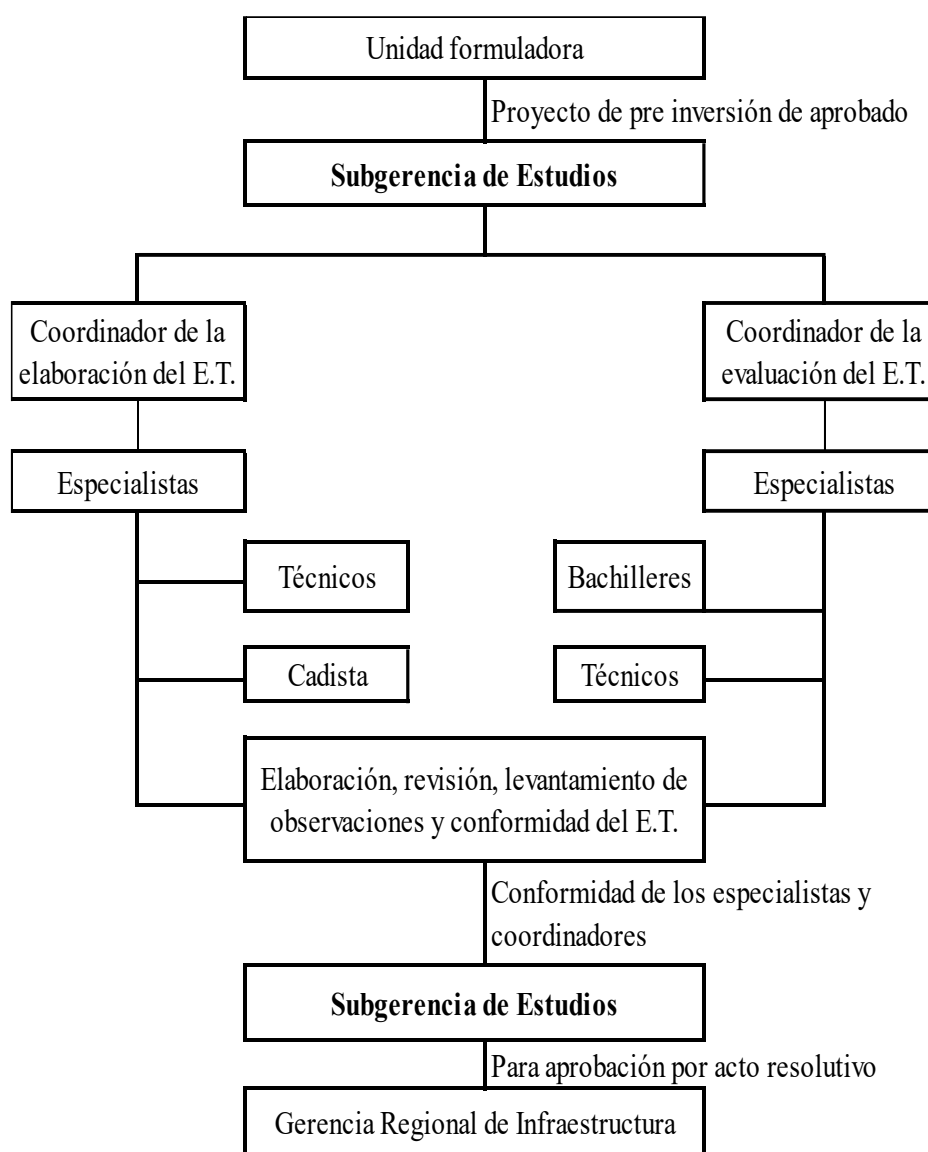 Unidad formuladora
Proyecto de pre inversión de aprobado
Subgerencia de Estudios
Coordinador de la
elaboración del E.T.
Coordinador de la
evaluación del E.T.
Especialistas
Especialistas
Técnicos
Bachilleres
Cadista
Técnicos
Elaboración, revisión, levantamiento de
observaciones y conformidad del E.T.
Conformidad de los especialistas y
coordinadores
Subgerencia de Estudios
Para aprobación por acto resolutivo
Gerencia Regional de Infraestructura